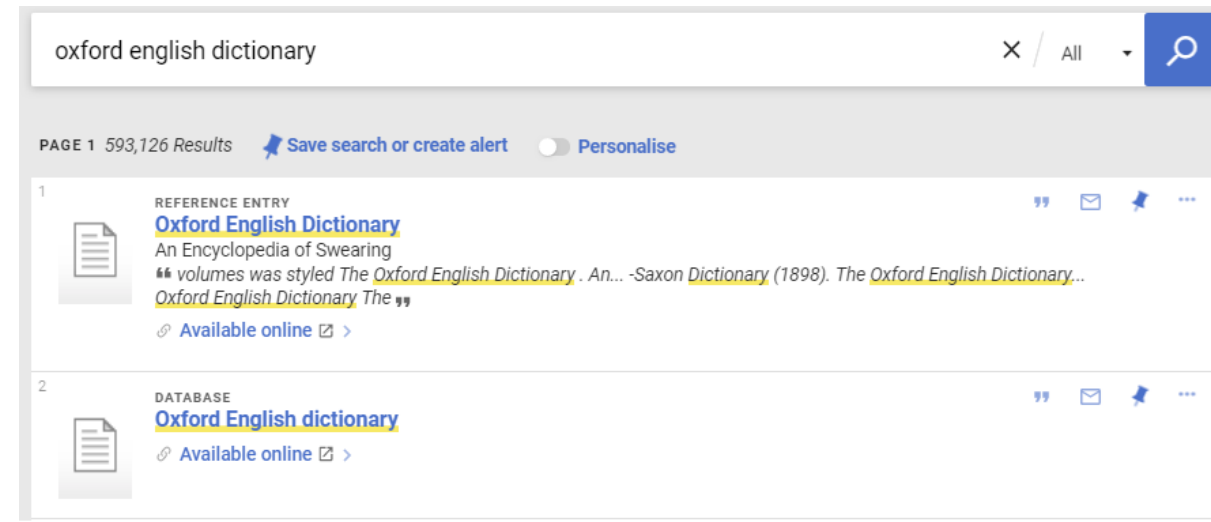 oxford english dictionary
All
PAGE 1 593,126 Results Save search or create alert Personalise
1
REFERENCE ENTRY
Oxford English Dictionary
An Encyclopedia of Swearing
❝ volumes was styled The Oxford English Dictionary . An... -Saxon Dictionary (1898). The Oxford English Dictionary...
Oxford English Dictionary The ❞
Available online >
2
DATABASE
Oxford English dictionary
Available online >